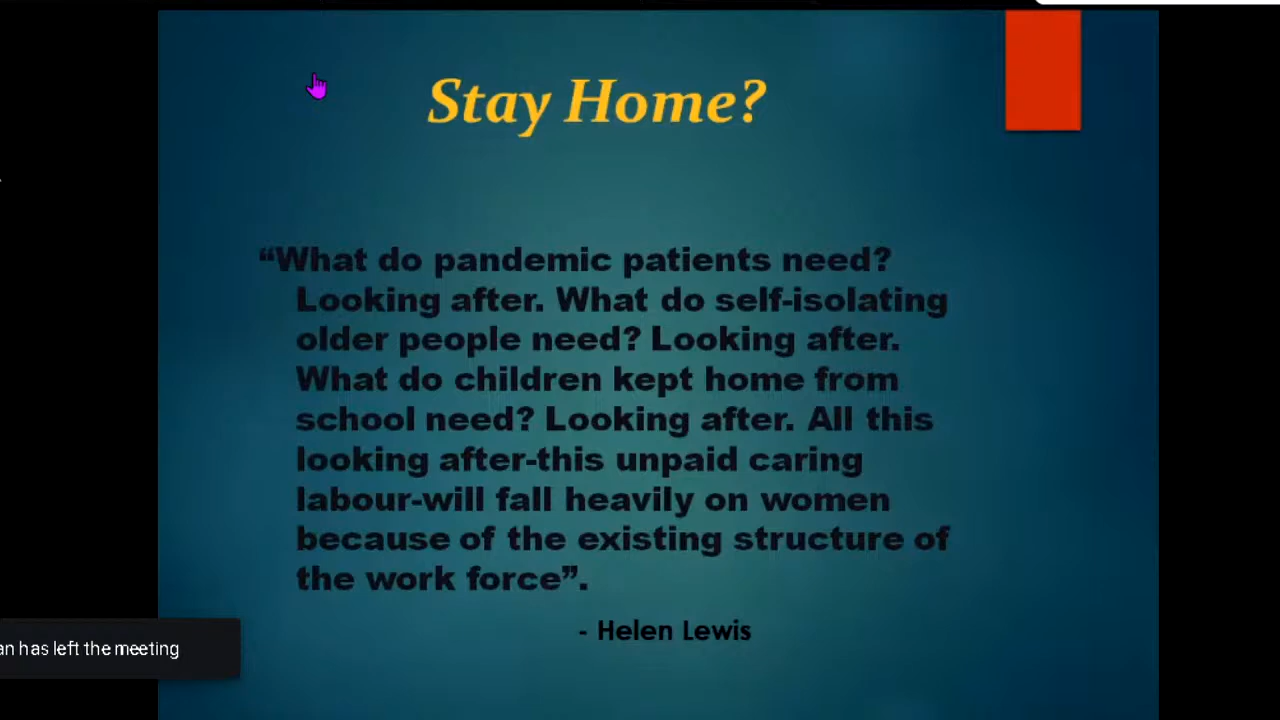 Stay Home?
“What do pandemic patients need?
Looking after. What do self-isolating
older people need? Looking after.
What do children kept home from
school need? Looking after. All this
looking after-this unpaid caring
labour-will fall heavily on women
because of the existing structure of
the work force”.
- Helen Lewis
has left the meeting